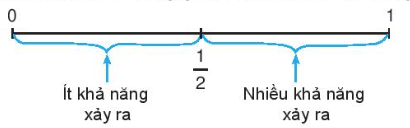 0 1
1
2
Ít khả năng Nhiều khả năng
xảy ra xảy ra